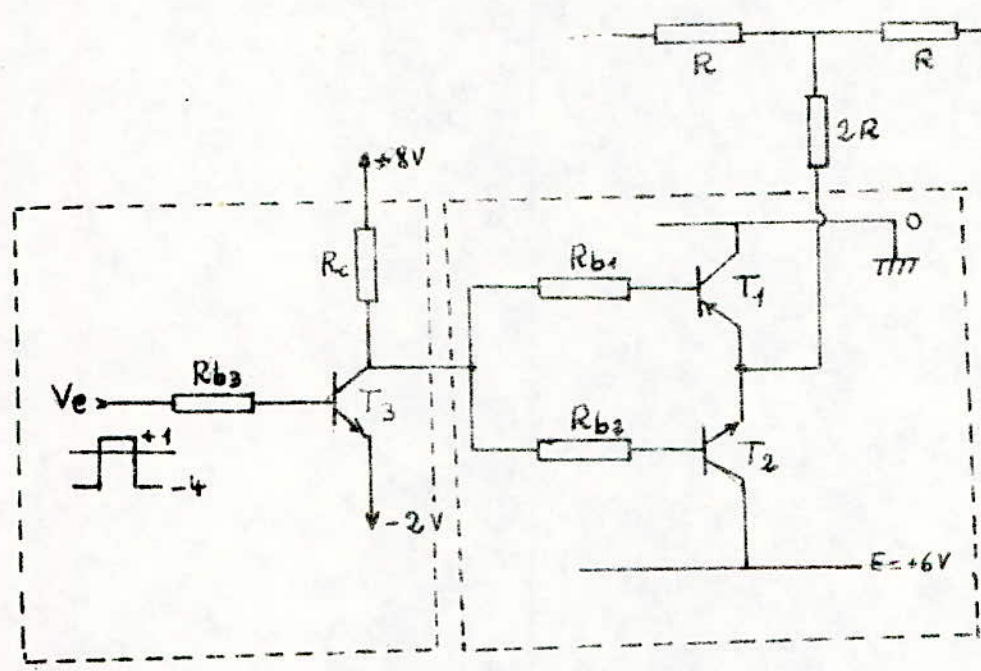 R
R
2R
+8V
0
Rc
Rb1
T1
Rb3
Ve
T3
+1
-4
Rb2
T2
-2V
E=+6V